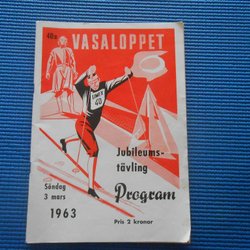 40:e
VASALOPPET
40
Jubileums-
tävling
Söndag
3 mars
1963
Program
Pris 2 kronor